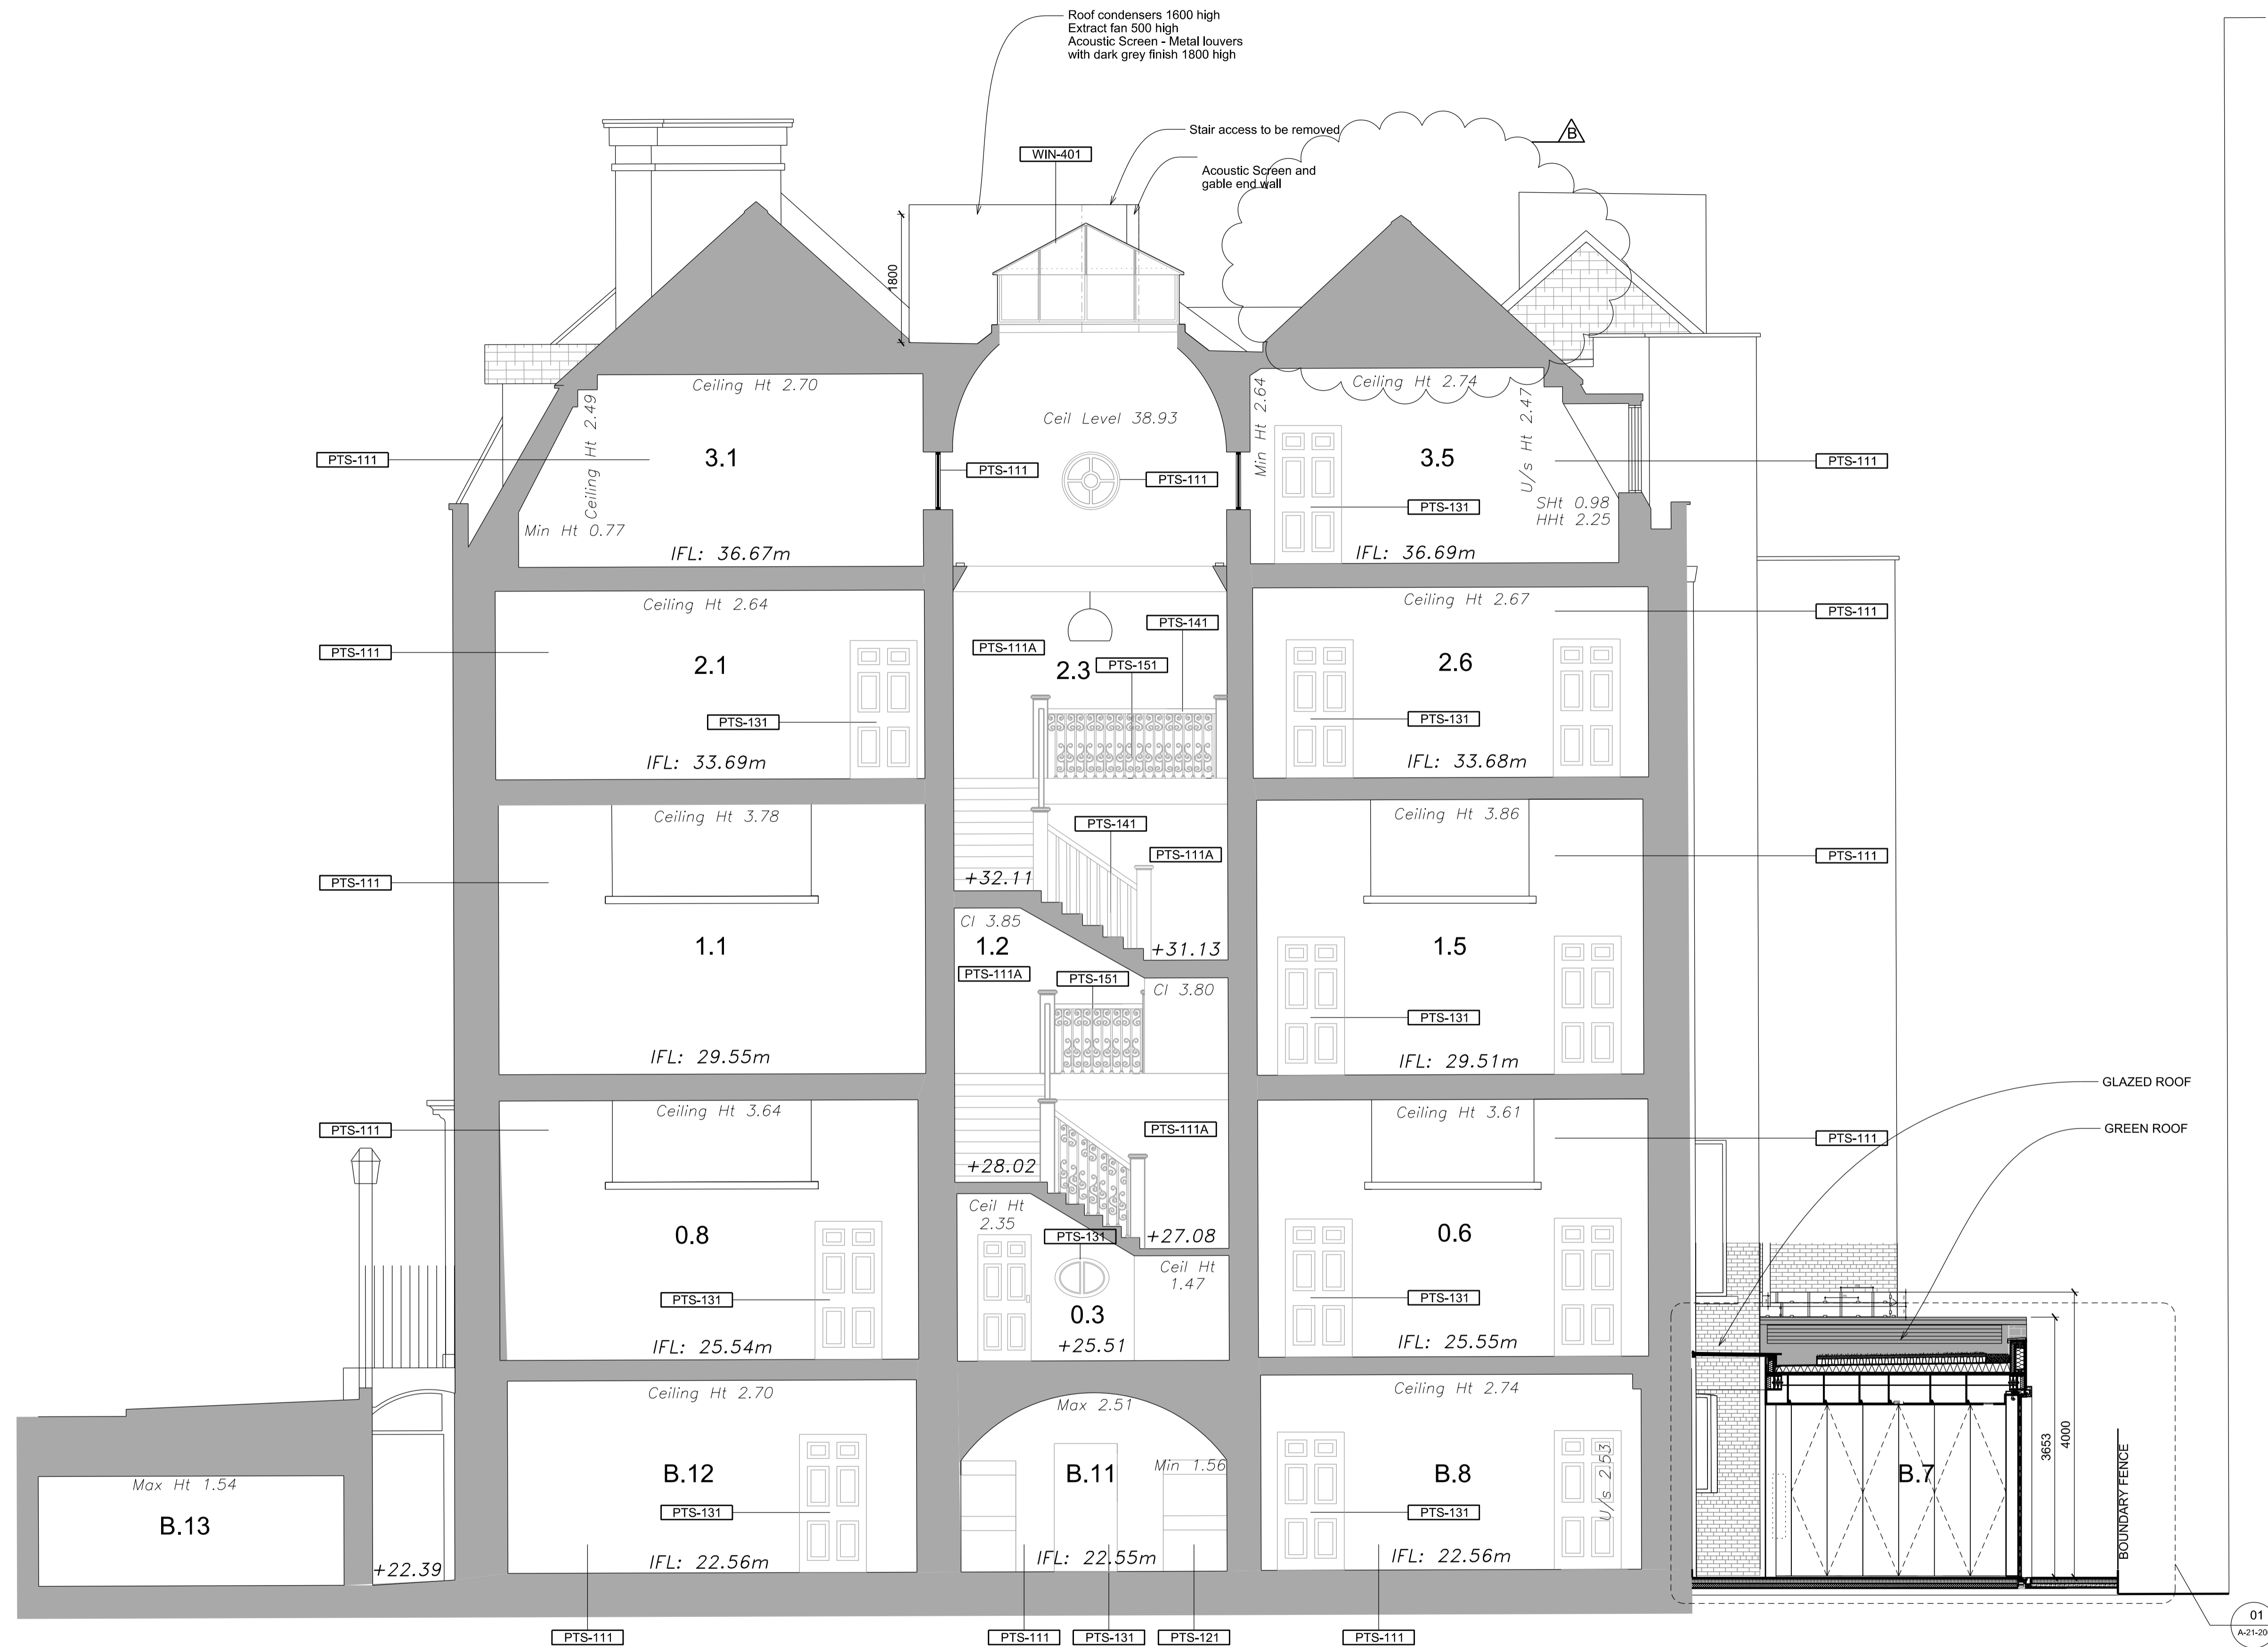 Roof condensers 1600 high
Extract fan 500 high
Acoustic Screen - Metal louvers
with dark grey finish 1800 high
Stair access to be removed
B
WIN-401
Acoustic Screen and
gable end wall
1800
Ceiling Ht 2.70
Ceiling Ht 2.49
3.1
Min Ht 0.77
IFL: 36.67m
PTS-111
Ceil Level 38.93
PTS-111
PTS-111
Min Ht 2.64
Ceiling Ht 2.74
U/s Ht 2.47
3.5
PTS-131
SHt 0.98
HHt 2.25
IFL: 36.69m
PTS-111
Ceiling Ht 2.64
PTS-111
2.1
PTS-131
IFL: 33.69m
PTS-141
PTS-111A
2.3
PTS-151
Ceiling Ht 2.67
PTS-111
2.6
PTS-131
IFL: 33.68m
Ceiling Ht 3.78
PTS-111
1.1
IFL: 29.55m
PTS-141
PTS-111A
+32.11
+31.13
Cl 3.85
1.2
PTS-111A
PTS-151
Cl 3.80
Ceiling Ht 3.86
PTS-111
1.5
PTS-131
IFL: 29.51m
GLAZED ROOF
GREEN ROOF
Ceiling Ht 3.64
PTS-111
0.8
PTS-131
IFL: 25.54m
PTS-111A
+28.02
+27.08
Ceil Ht
2.35
PTS-131
Ceil Ht
1.47
0.3
+25.51
Ceiling Ht 3.61
PTS-111
0.6
PTS-131
IFL: 25.55m
Max Ht 1.54
B.13
+22.39
Ceiling Ht 2.70
B.12
PTS-131
IFL: 22.56m
Max 2.51
B.11
Min 1.56
IFL: 22.55m
Ceiling Ht 2.74
B.8
U/s 2.53
PTS-131
IFL: 22.56m
B.7
3653
4000
BOUNDARY FENCE
PTS-111
PTS-111
PTS-131
PTS-121
PTS-111
01